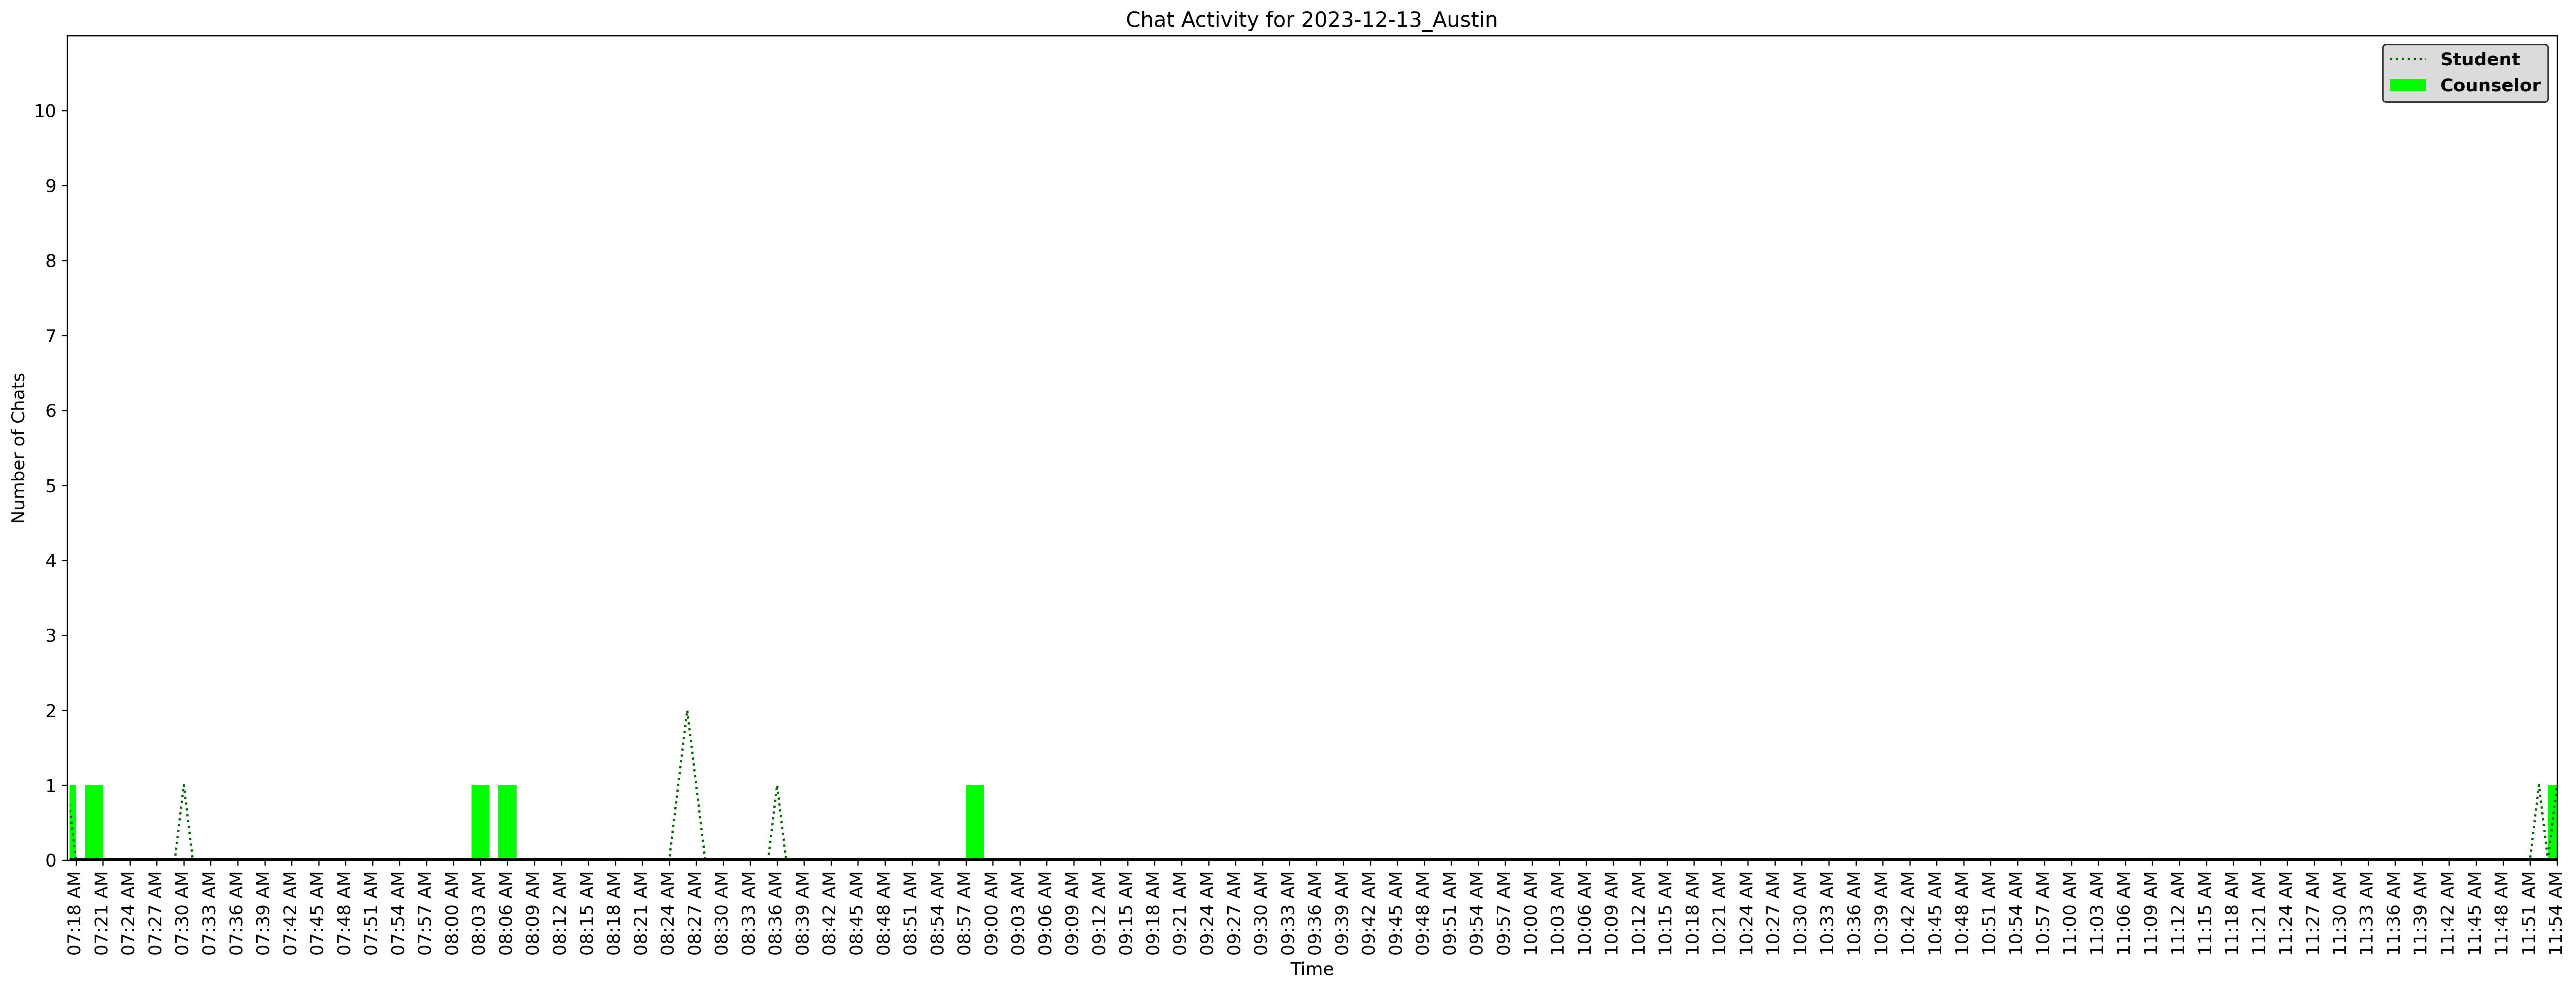 Chat Activity for 2023-12-13_Austin
Student
Counselor
Number of Chats
10
9
8
7
6
5
4
3
2
1
0
07:18 AM
07:21 AM
07:24 AM
07:27 AM
07:30 AM
07:33 AM
07:36 AM
07:39 AM
07:42 AM
07:45 AM
07:48 AM
07:51 AM
07:54 AM
07:57 AM
08:00 AM
08:03 AM
08:06 AM
08:09 AM
08:12 AM
08:15 AM
08:18 AM
08:21 AM
08:24 AM
08:27 AM
08:30 AM
08:33 AM
08:36 AM
08:39 AM
08:42 AM
08:45 AM
08:48 AM
08:51 AM
08:54 AM
08:57 AM
09:00 AM
09:03 AM
09:06 AM
09:09 AM
09:12 AM
09:15 AM
09:18 AM
09:21 AM
09:24 AM
09:27 AM
09:30 AM
09:33 AM
09:36 AM
09:39 AM
09:42 AM
09:45 AM
09:48 AM
09:51 AM
09:54 AM
09:57 AM
10:00 AM
10:03 AM
10:06 AM
10:09 AM
10:12 AM
10:15 AM
10:18 AM
10:21 AM
10:24 AM
10:27 AM
10:30 AM
10:33 AM
10:36 AM
10:39 AM
10:42 AM
10:45 AM
10:48 AM
10:51 AM
10:54 AM
10:57 AM
11:00 AM
11:03 AM
11:06 AM
11:09 AM
11:12 AM
11:15 AM
11:18 AM
11:21 AM
11:24 AM
11:27 AM
11:30 AM
11:33 AM
11:36 AM
11:39 AM
11:42 AM
11:45 AM
11:48 AM
11:51 AM
11:54 AM
Time